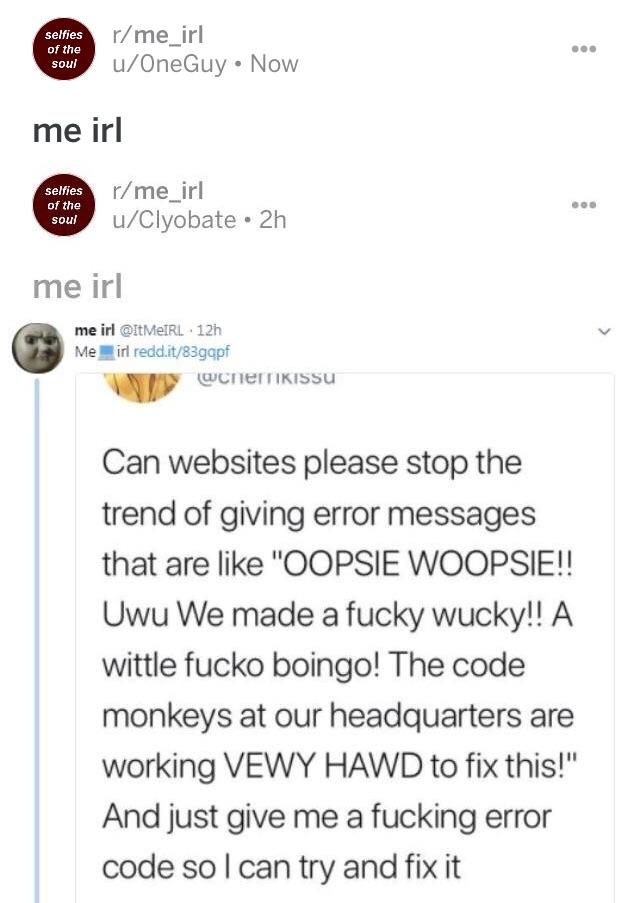 selfies
of the
soul
r/me_irl
u/0neGuy • Now
me irl
selfies
of the
soul
r/me_irl
u/Clyobate • 2h
me irl
me irl @ItMeIRL · 12h
Me 💻 irl redd.it/83gqpf
@cherrikissu
Can websites please stop the
trend of giving error messages
that are like "OOPSIE WOOPSIE!!
Uwu We made a fucky wucky!! A
wittle fucko boingo! The code
monkeys at our headquarters are
working VEWY HAWD to fix this!"
And just give me a fucking error
code so I can try and fix it